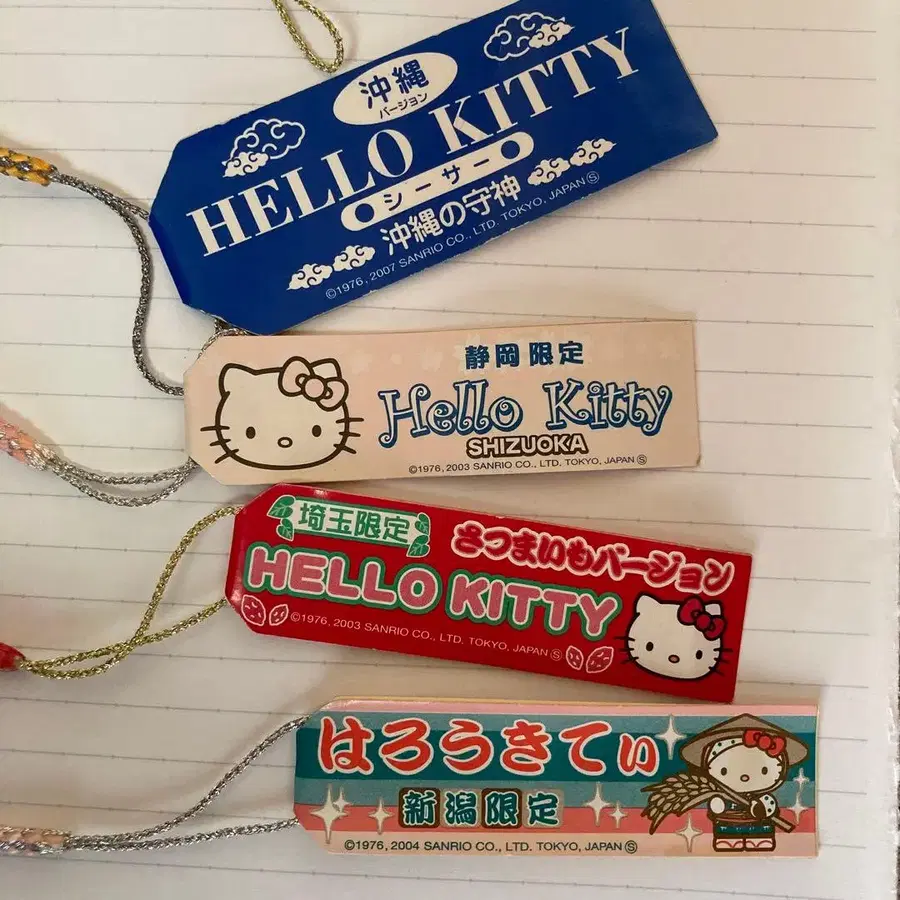 沖縄
バージョン
HELLO KITTY
シーサー
沖縄の守神
©1976, 2007 SANRIO CO., LTD. TOKYO, JAPAN Ⓢ
静岡限定
Hello Kitty
SHIZUOKA
©1976, 2003 SANRIO CO., LTD. TOKYO, JAPAN Ⓢ
埼玉限定
さつまいもバージョン
HELLO KITTY
©1976, 2003 SANRIO CO., LTD. TOKYO, JAPAN Ⓢ
はろうきてぃ
新潟限定
©1976, 2004 SANRIO CO., LTD. TOKYO, JAPAN Ⓢ